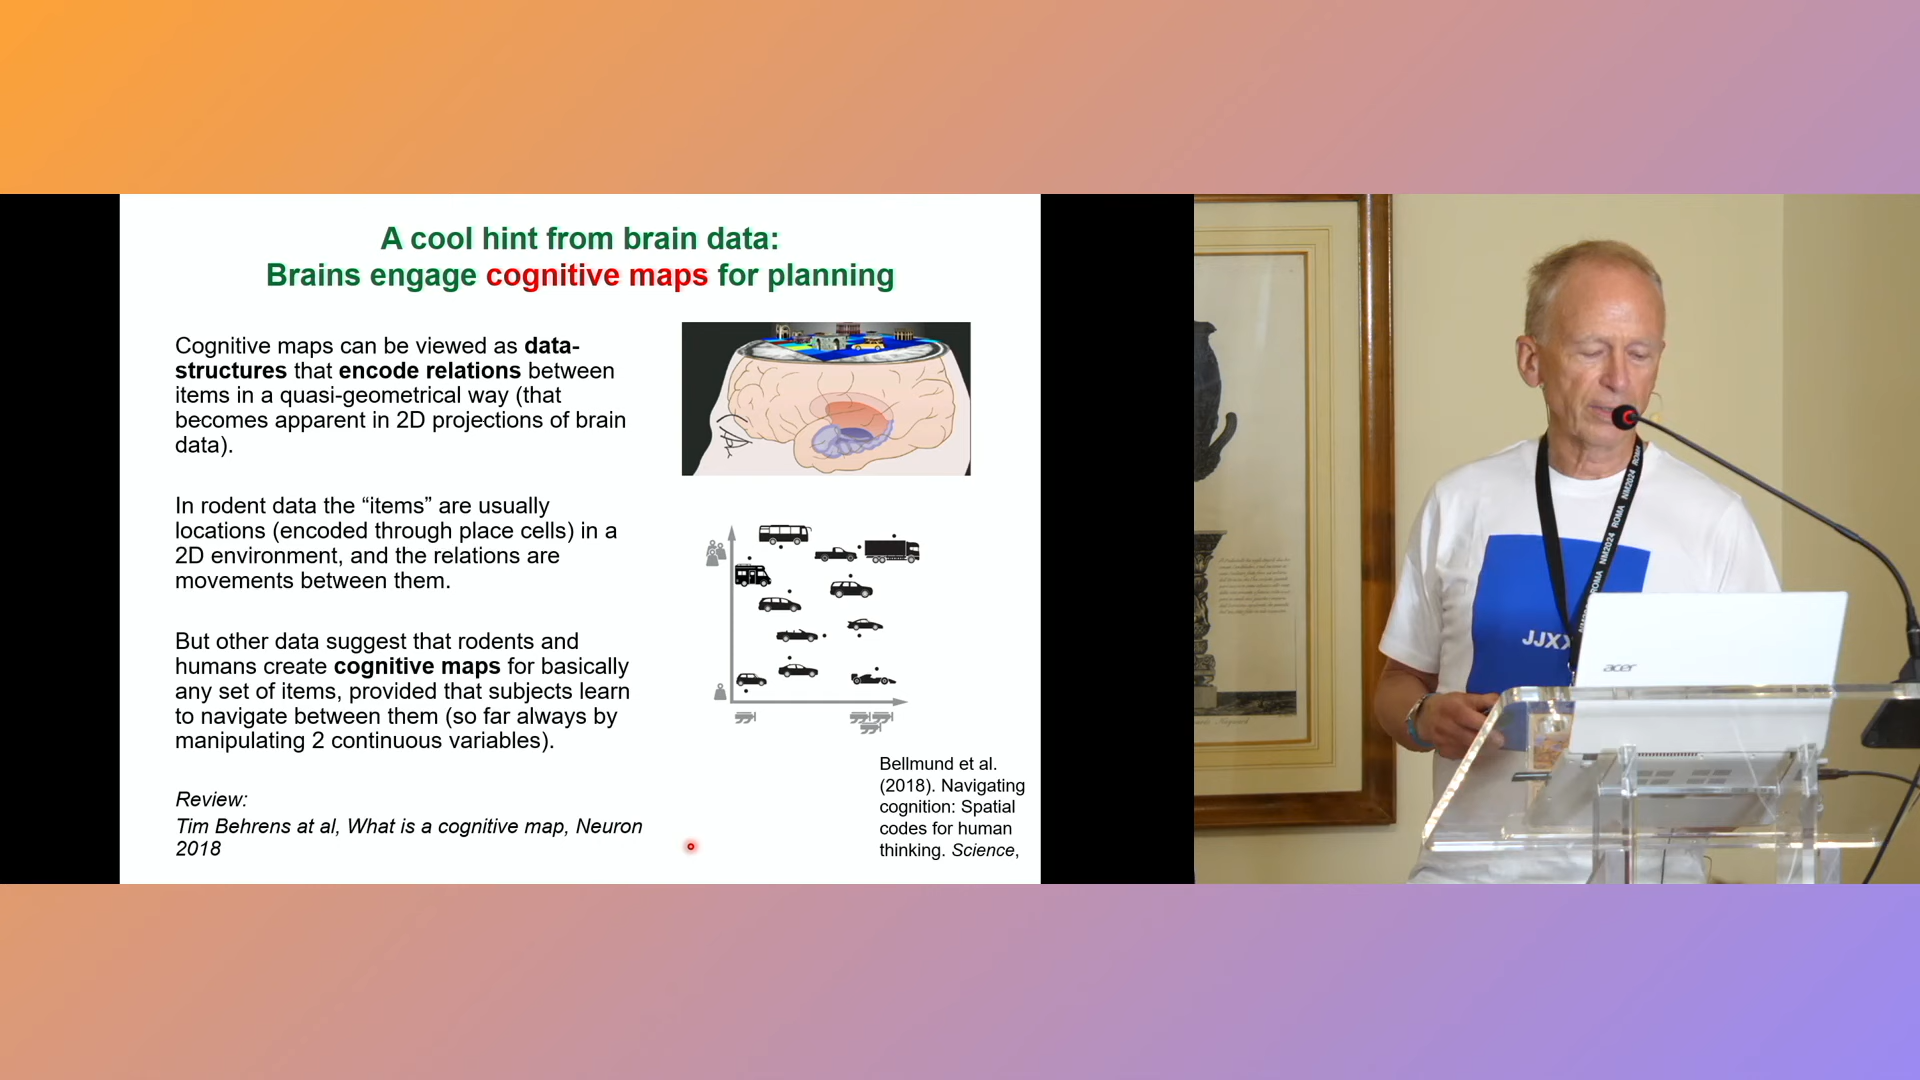 A cool hint from brain data:
Brains engage cognitive maps for planning
Cognitive maps can be viewed as data-
structures that encode relations between
items in a quasi-geometrical way (that
becomes apparent in 2D projections of brain
data).
In rodent data the “items” are usually
locations (encoded through place cells) in a
2D environment, and the relations are
movements between them.
But other data suggest that rodents and
humans create cognitive maps for basically
any set of items, provided that subjects learn
to navigate between them (so far always by
manipulating 2 continuous variables).
Review:
Tim Behrens at al, What is a cognitive map, Neuron
2018
Bellmund et al.
(2018). Navigating
cognition: Spatial
codes for human
thinking. Science,
ROMA
NM2024
ROMA
NM2024
ROMA
JJXX
acer